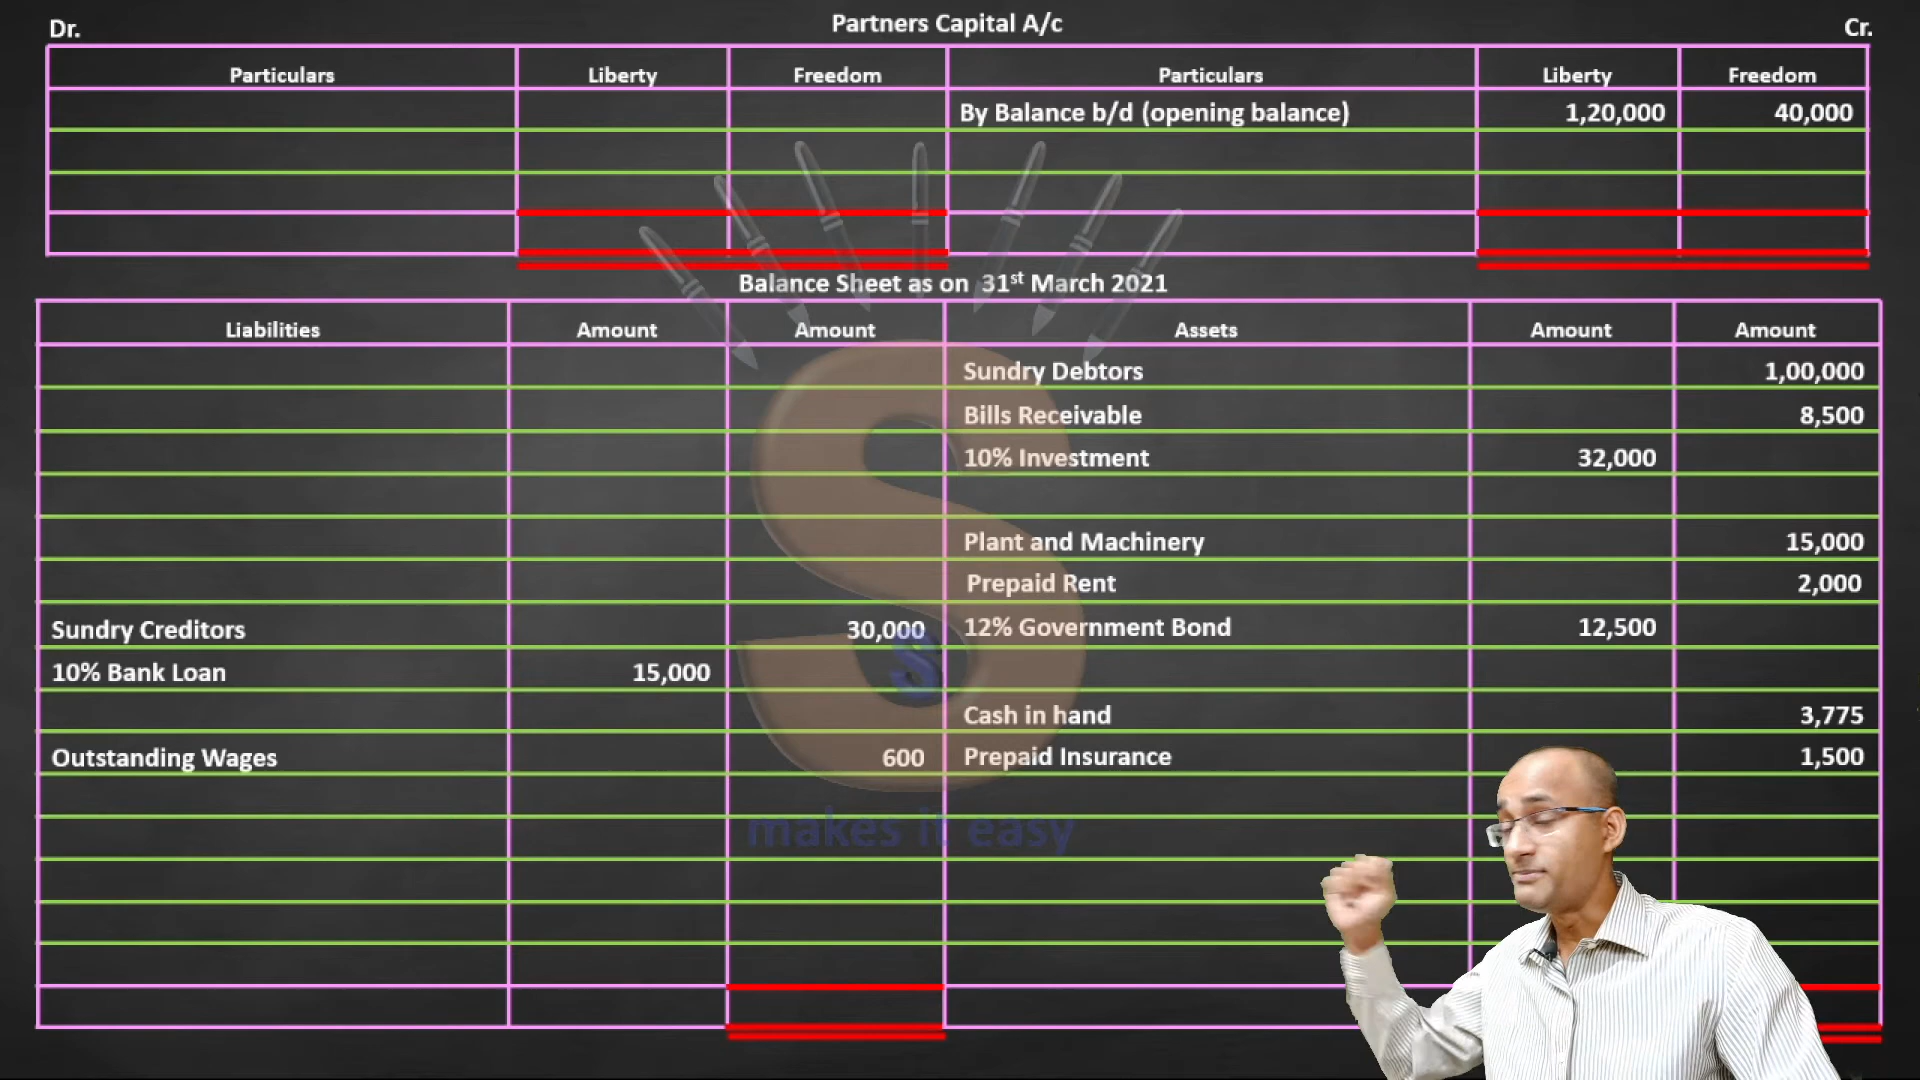 Dr. Partners Capital A/c Cr.
Particulars Liberty Freedom Particulars Liberty Freedom
By Balance b/d (opening balance) 1,20,000 40,000
Balance Sheet as on 31st March 2021
Liabilities Amount Amount Assets Amount Amount
Sundry Debtors 1,00,000
Bills Receivable 8,500
10% Investment 32,000
Plant and Machinery 15,000
Prepaid Rent 2,000
Sundry Creditors 30,000 12% Government Bond 12,500
10% Bank Loan 15,000
Cash in hand 3,775
Outstanding Wages 600 Prepaid Insurance 1,500
S
S
makes it easy